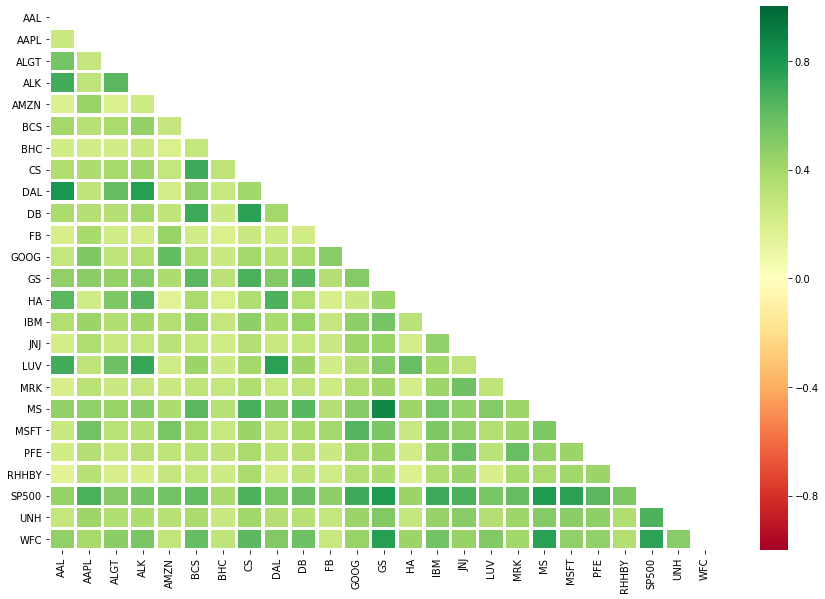 AAL
AAPL
ALGT
ALK
AMZN
BCS
BHC
CS
DAL
DB
FB
GOOG
GS
HA
IBM
JNJ
LUV
MRK
MS
MSFT
PFE
RHHBY
SP500
UNH
WFC
AAL AAPL ALGT ALK AMZN BCS BHC CS DAL DB FB GOOG GS HA IBM JNJ LUV MRK MS MSFT PFE RHHBY SP500 UNH WFC
0.8
0.4
0.0
−0.4
−0.8